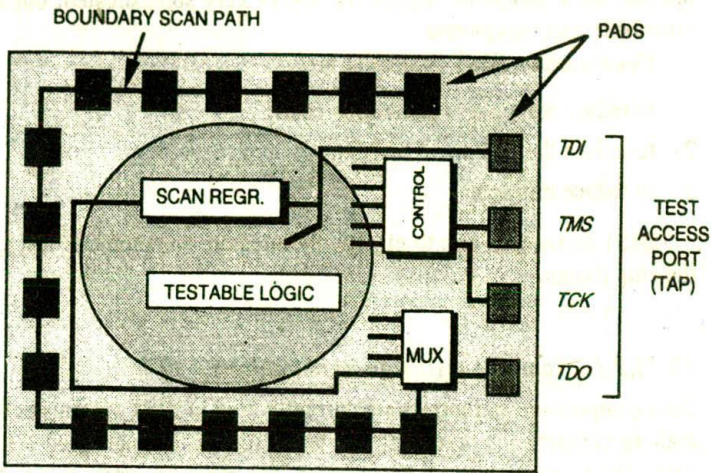 BOUNDARY SCAN PATH
PADS
TDI
SCAN REGR.
CONTROL
TMS
TEST
ACCESS
PORT
(TAP)
TESTABLE LOGIC
TCK
MUX
TDO